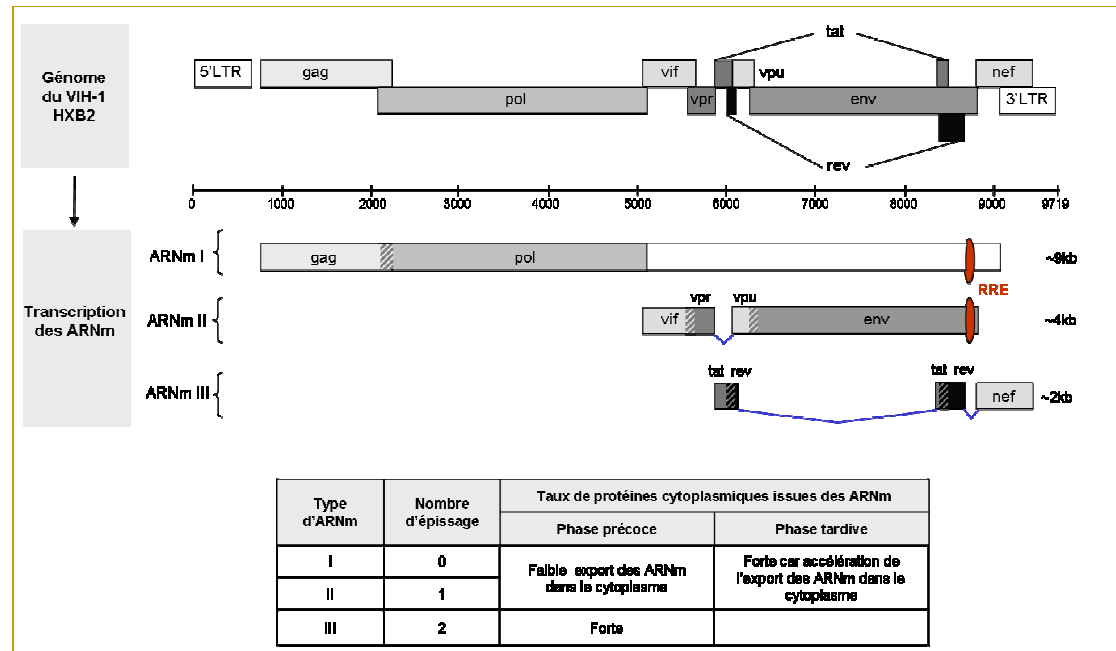 Génome
du VIH-1
HXB2
tat
5'LTR
gag
vif
vpu
nef
pol
vpr
env
3'LTR
rev
0
1000
2000
3000
4000
5000
6000
7000
8000
9000
9719
Transcription
des ARNm
ARNm I
gag
pol
~9kb
RRE
ARNm II
vpr
vpu
vif
env
~4kb
ARNm III
tat rev
tat rev
nef
~2kb
Type
d'ARNm
Nombre
d'épissage
Taux de protéines cytoplasmiques issues des ARNm
Phase précoce
Phase tardive
I
0
Faible export des ARNm
dans le cytoplasme
Forte car accélération de
l'export des ARNm dans le
cytoplasme
II
1
III
2
Forte